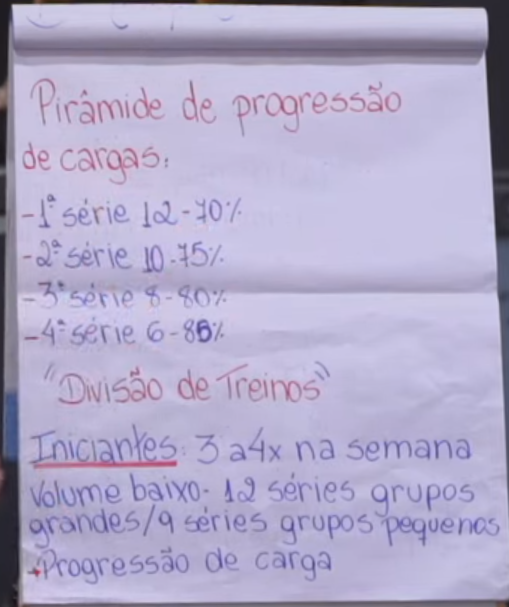 Pirâmide de progressão
de cargas:
-1ª série 12-70%
-2ª série 10-75%
-3ª série 8-80%
-4ª série 6-85%
"Divisão de Treinos"
Iniciantes: 3 a 4x na semana
Volume baixo- 12 séries grupos
grandes/9 séries grupos pequenos
+Progressão de carga